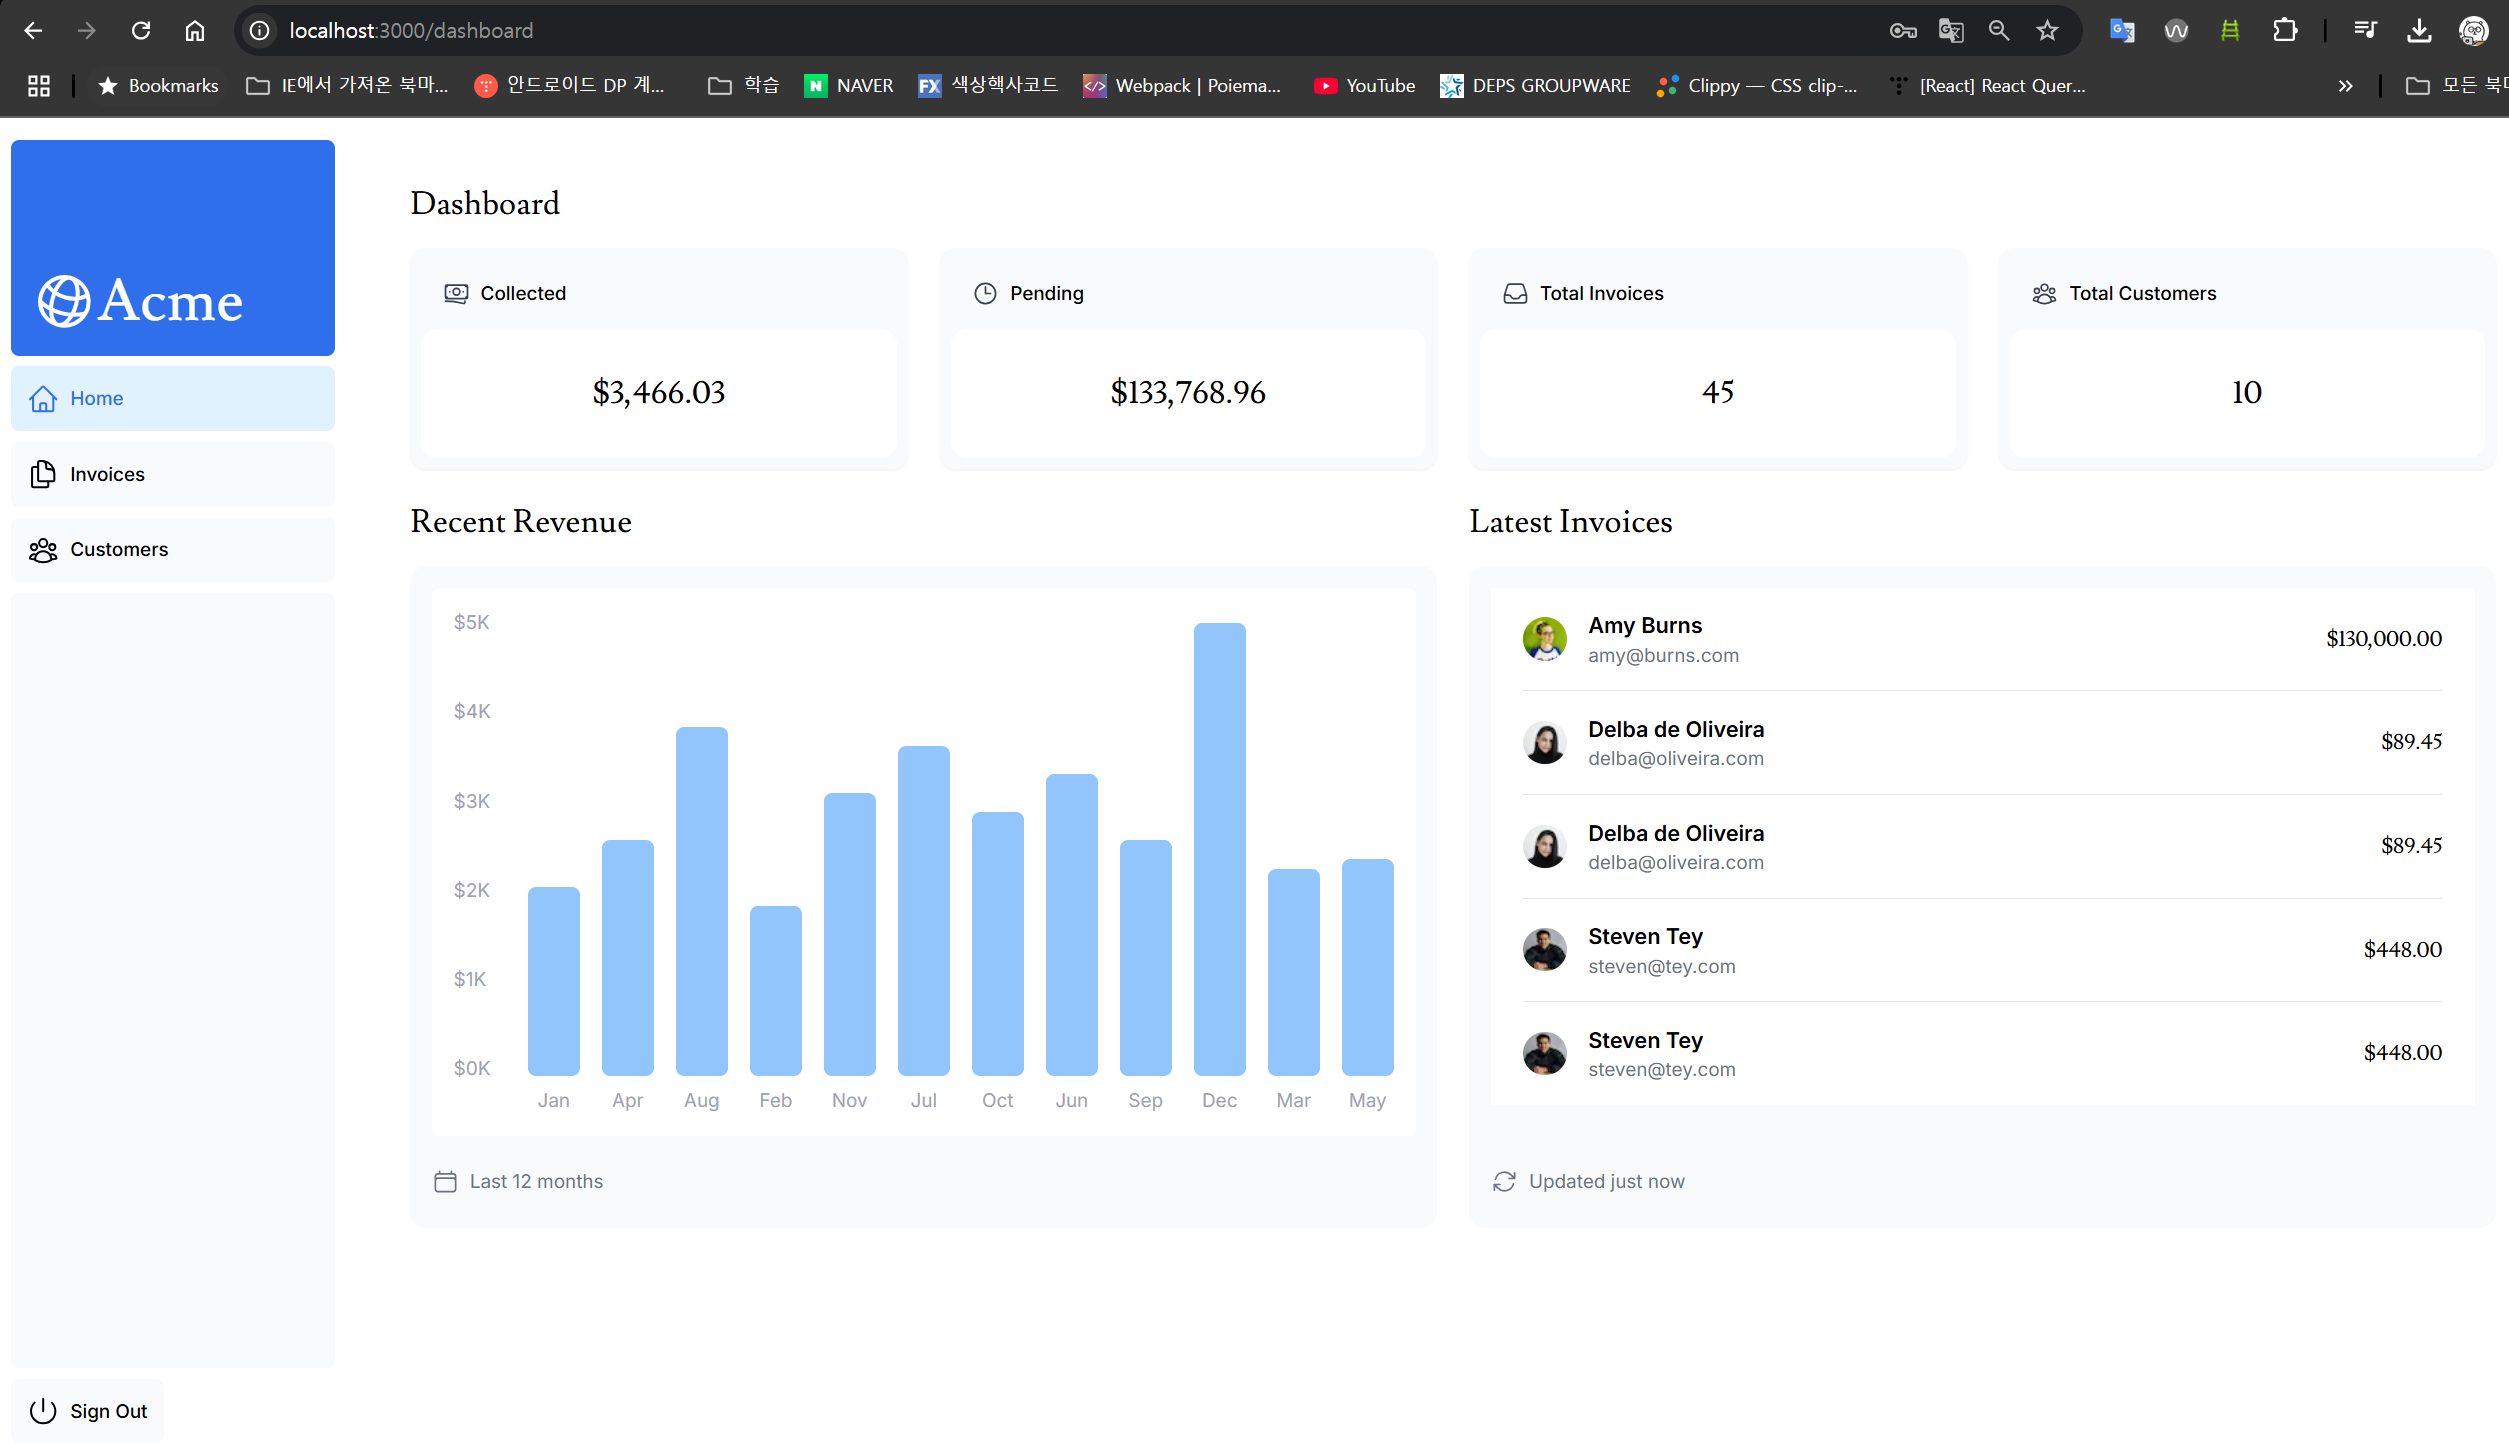 localhost:3000/dashboard
Bookmarks IE에서 가져온 북마... 안드로이드 DP 계... 학습 NAVER FX 색상핵사코드 Webpack | Poiema... YouTube DEPS GROUPWARE Clippy — CSS clip-... [React] React Quer... » 모든 북마
Acme
Home
Invoices
Customers
Sign Out
Dashboard
Collected
$3,466.03
Pending
$133,768.96
Total Invoices
45
Total Customers
10
Recent Revenue
$5K
$4K
$3K
$2K
$1K
$0K
Jan Apr Aug Feb Nov Jul Oct Jun Sep Dec Mar May
Last 12 months
Latest Invoices
Amy Burns
amy@burns.com
$130,000.00
Delba de Oliveira
delba@oliveira.com
$89.45
Delba de Oliveira
delba@oliveira.com
$89.45
Steven Tey
steven@tey.com
$448.00
Steven Tey
steven@tey.com
$448.00
Updated just now